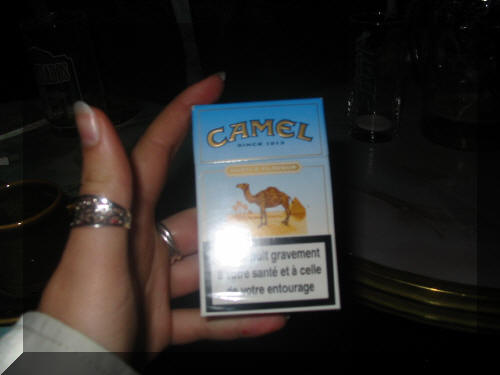 CAMEL
SINCE 1913
nuit gravement
à votre santé et à celle
de votre entourage